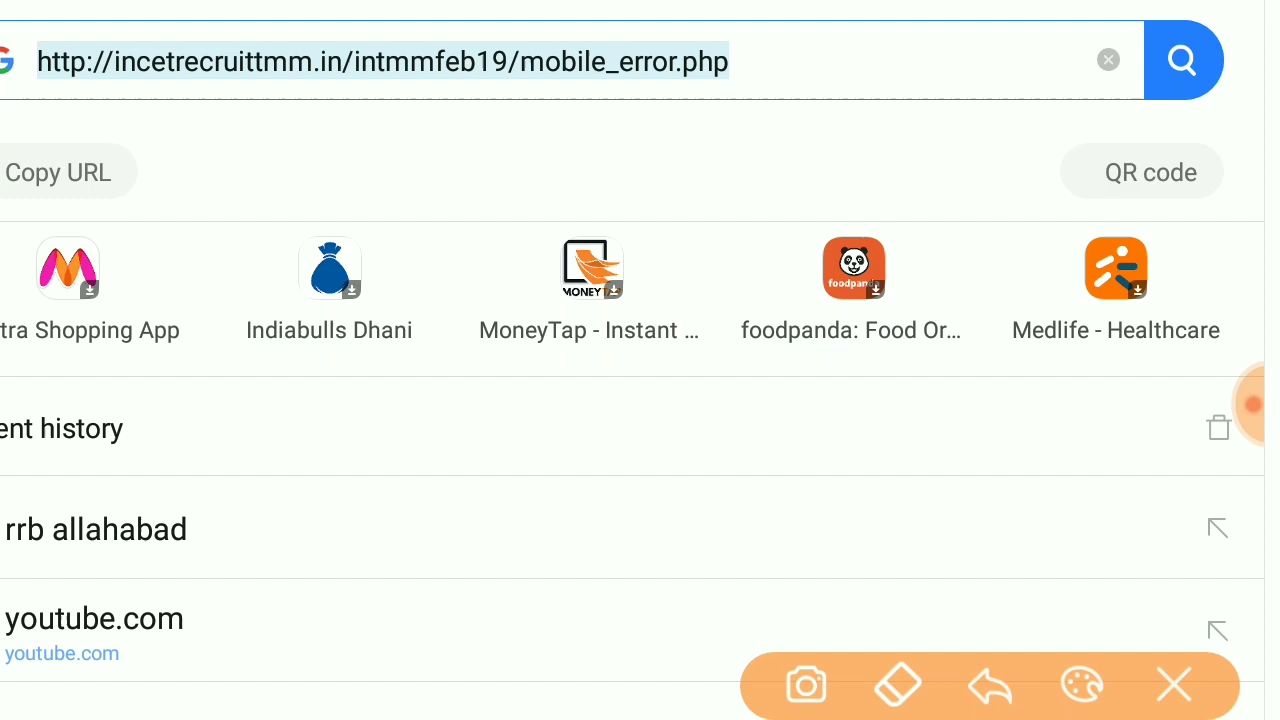 http://incetrecruittmm.in/intmmfeb19/mobile_error.php
Copy URL
QR code
MONEY
foodpanda
tra Shopping App
Indiabulls Dhani
MoneyTap - Instant ...
foodpanda: Food Or...
Medlife - Healthcare
ent history
rrb allahabad
youtube.com
youtube.com